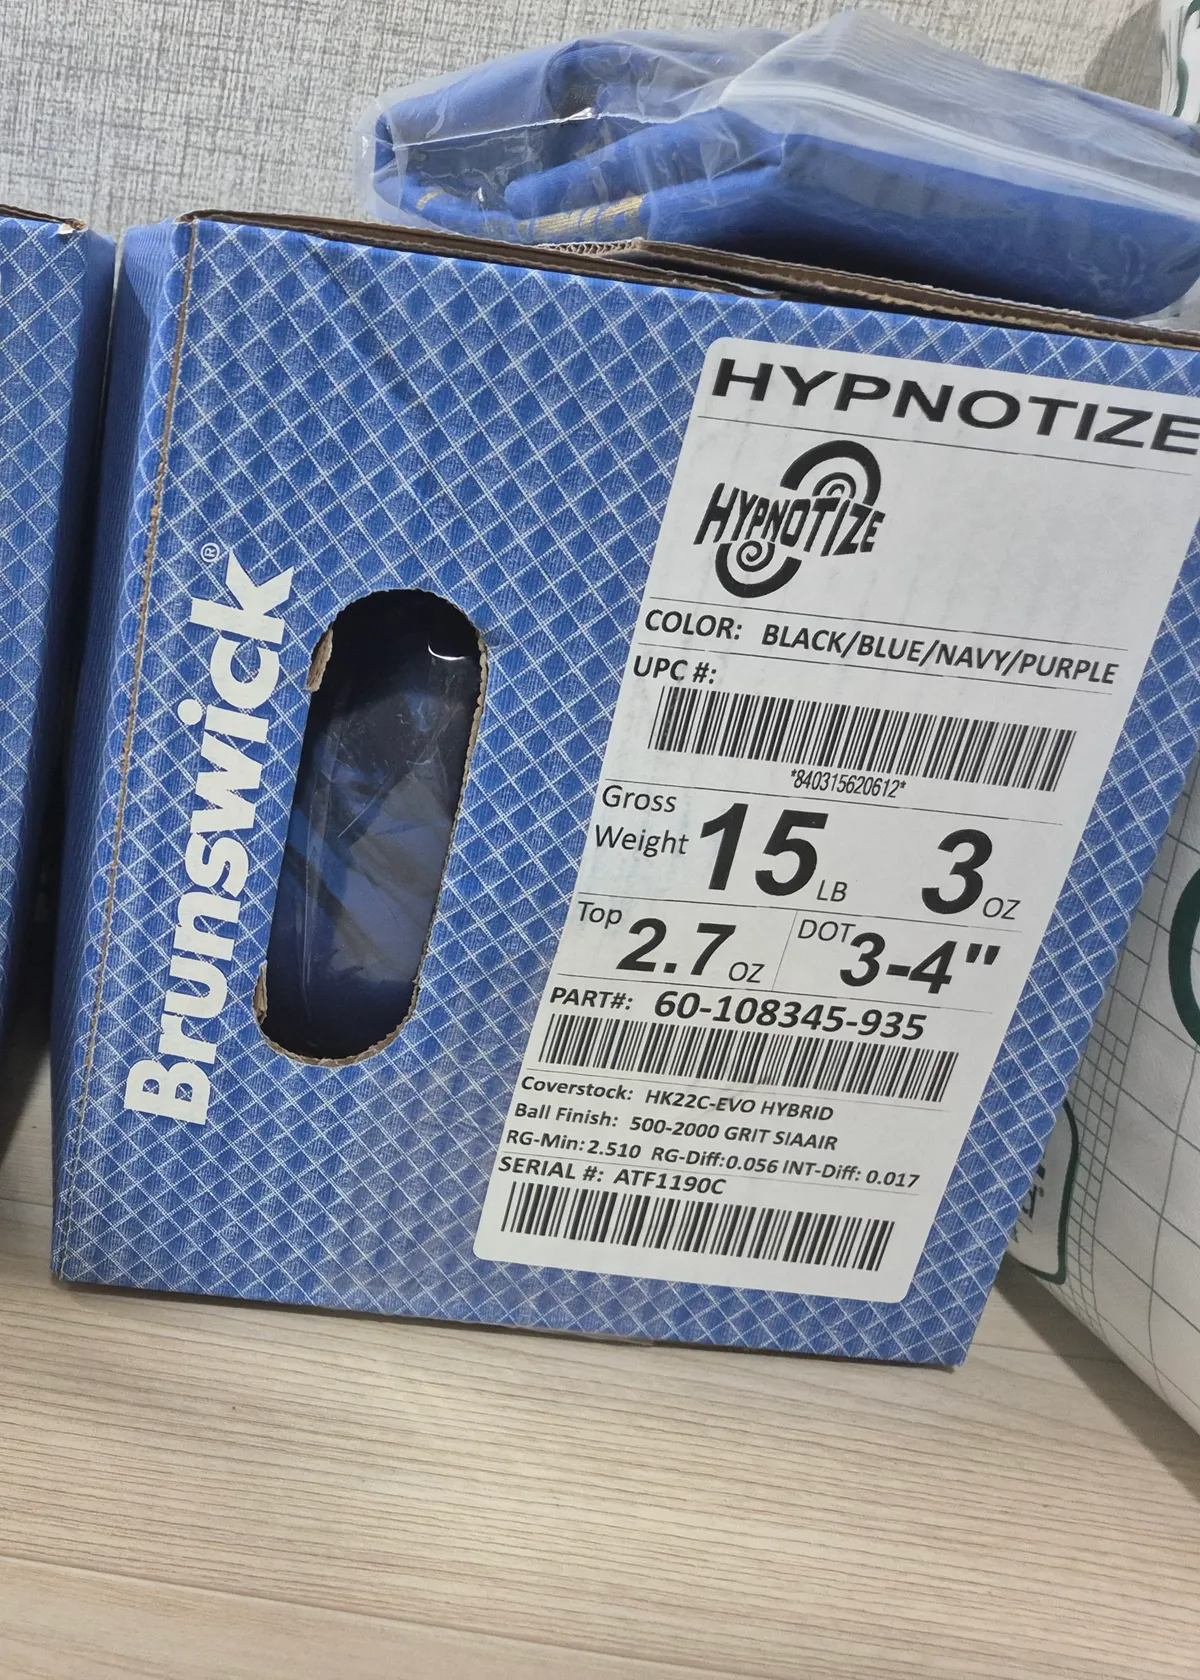 Brunswick®
HYPNOTIZE
HYPNOTIZE
COLOR: BLACK/BLUE/NAVY/PURPLE
UPC #:
*840315620612*
Gross
Weight 15 LB 3 OZ
Top 2.7 OZ DOT 3-4"
PART#: 60-108345-935
Coverstock: HK22C-EVO HYBRID
Ball Finish: 500-2000 GRIT SIAAIR
RG-Min: 2.510 RG-Diff: 0.056 INT-Diff: 0.017
SERIAL #: ATF1190C